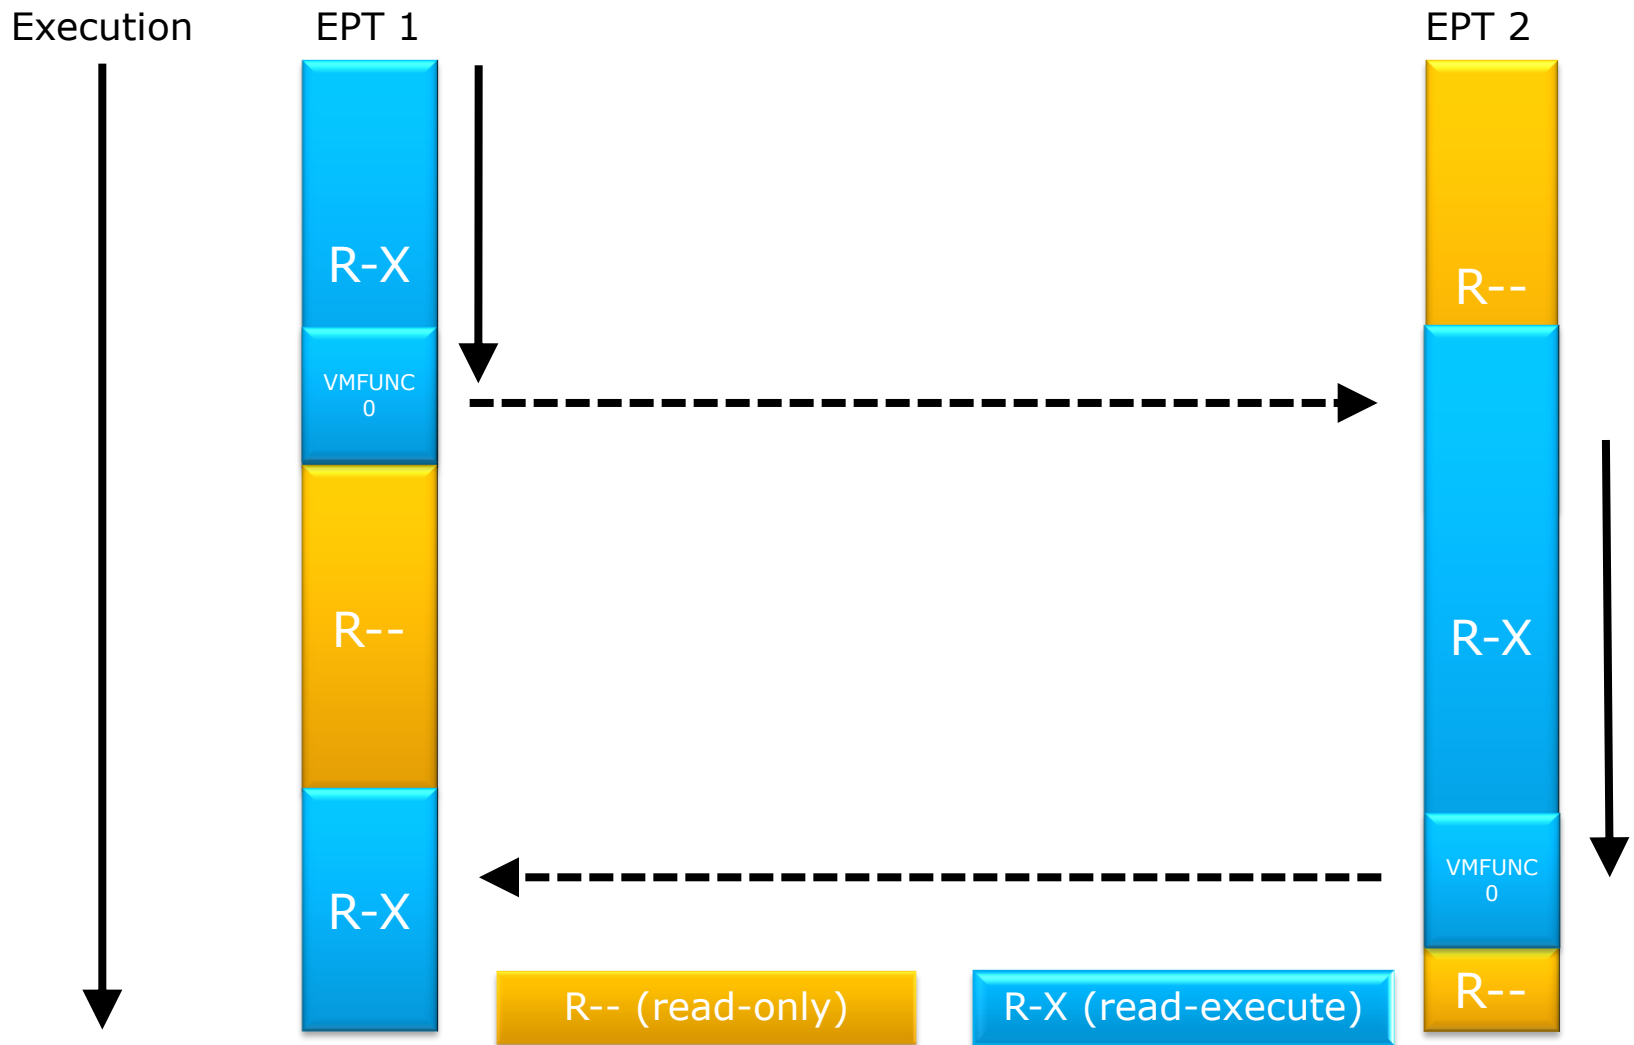 Execution
EPT 1
EPT 2
R-X
R--
VMFUNC
0
R--
R-X
VMFUNC
0
R-X
R--
R-- (read-only)
R-X (read-execute)